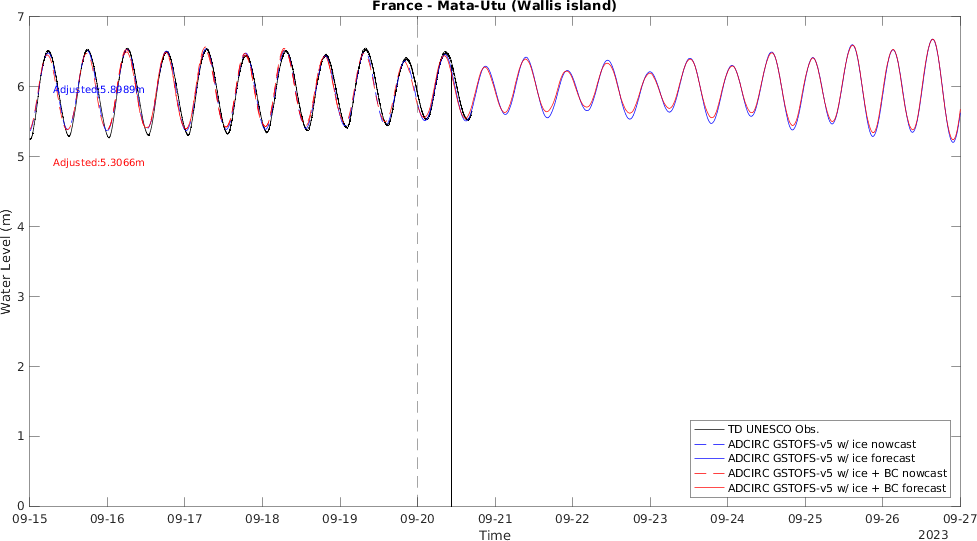 France - Mata-Utu (Wallis island)
7
6
5
4
3
2
1
0
Water Level (m)
Adjusted:5.8989m
Adjusted:5.3066m
TD UNESCO Obs.
ADCIRC GSTOFS-v5 w/ ice nowcast
ADCIRC GSTOFS-v5 w/ ice forecast
ADCIRC GSTOFS-v5 w/ ice + BC nowcast
ADCIRC GSTOFS-v5 w/ ice + BC forecast
09-15 09-16 09-17 09-18 09-19 09-20 09-21 09-22 09-23 09-24 09-25 09-26 09-27
Time
2023